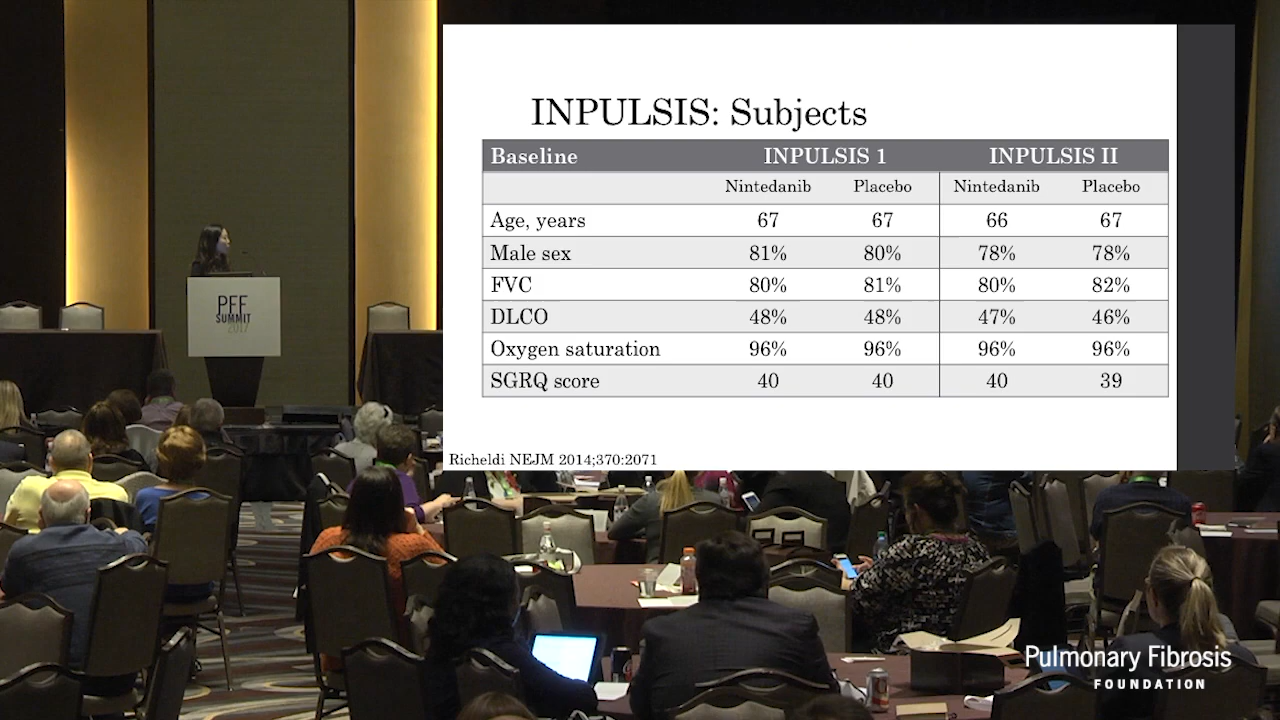 INPULSIS: Subjects
Baseline INPULSIS 1 INPULSIS II
Nintedanib Placebo Nintedanib Placebo
Age, years 67 67 66 67
Male sex 81% 80% 78% 78%
FVC 80% 81% 80% 82%
DLCO 48% 48% 47% 46%
Oxygen saturation 96% 96% 96% 96%
SGRQ score 40 40 40 39
Richeldi NEJM 2014;370:2071
PFF
SUMMIT
2017
Pulmonary Fibrosis
FOUNDATION